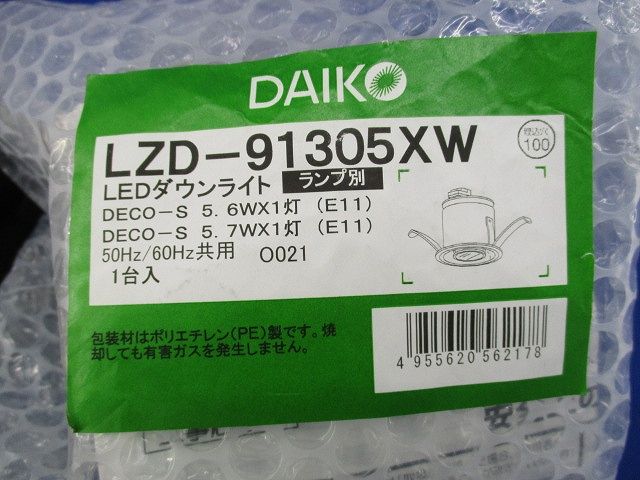 DAIKO
LZD-91305XW
埋込穴
100
LEDダウンライト ランプ別
DECO-S 5.6WX1灯 (E11)
DECO-S 5.7WX1灯 (E11)
50Hz/60Hz共用 O021
1台入
包装材はポリエチレン(PE)製です。焼
却しても有害ガスを発生しません。
4 955620 562178